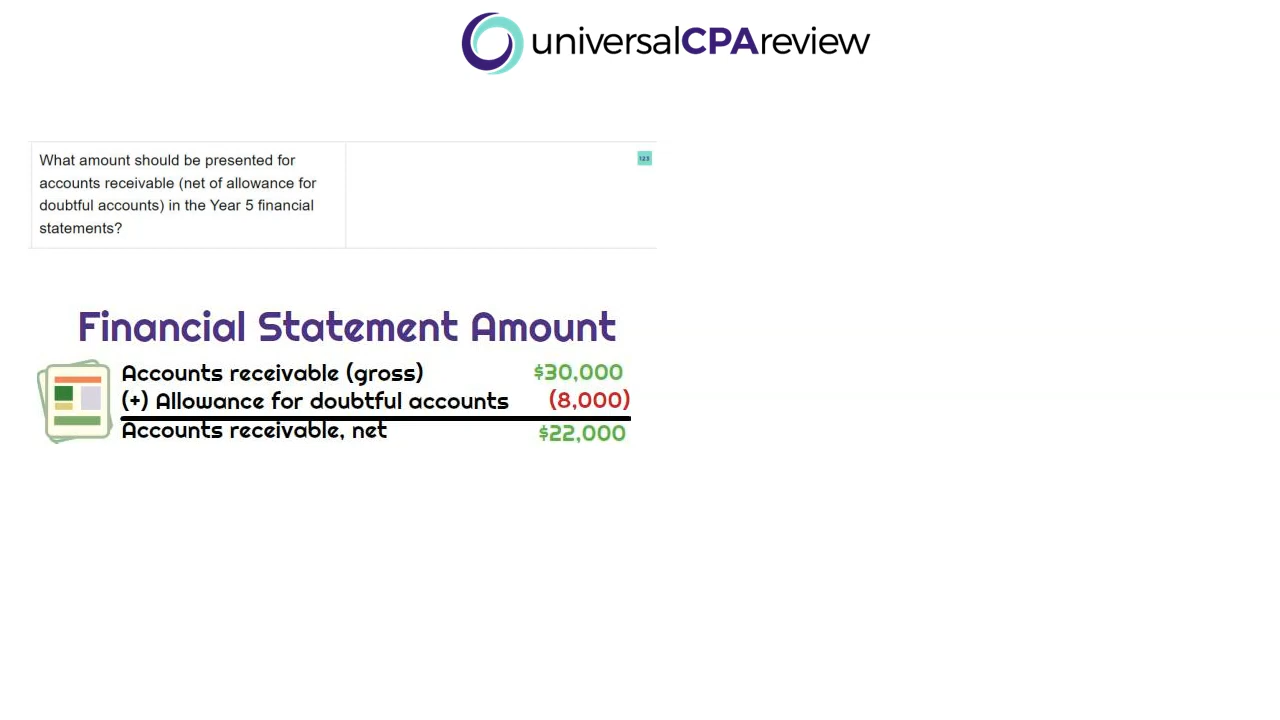 universalCPAreview
What amount should be presented for
accounts receivable (net of allowance for
doubtful accounts) in the Year 5 financial
statements?
123
Financial Statement Amount
Accounts receivable (gross) $30,000
(+) Allowance for doubtful accounts (8,000)
Accounts receivable, net $22,000